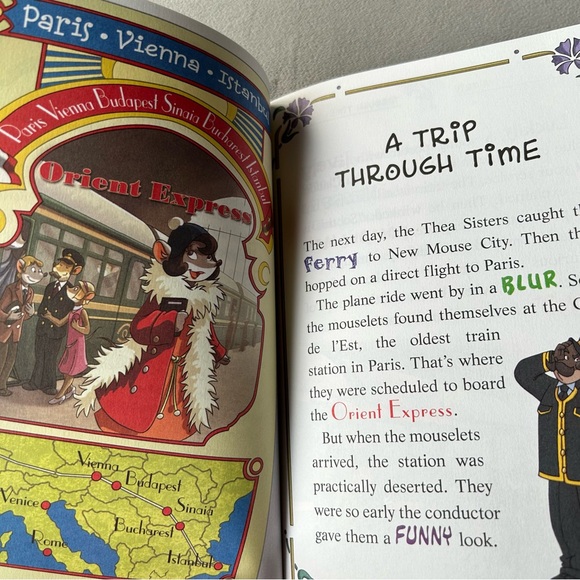 Paris • Vienna • Istanbul
Paris Vienna Budapest Sinaia Bucharest Istanbul
Orient Express
Vienna
Budapest
Venice
Sinaia
Bucharest
Rome
Istanbul
A TRIP
THROUGH TIME
The next day, the Thea Sisters caught
ferry to New Mouse City. Then
hopped on a direct flight to Paris.
The plane ride went by in a BLUR.
the mouselets found themselves at the
de l'Est, the oldest train
station in Paris. That's where
they were scheduled to board
the Orient Express.
But when the mouselets
arrived, the station was
practically deserted. They
were so early the conductor
gave them a FUNNY look.